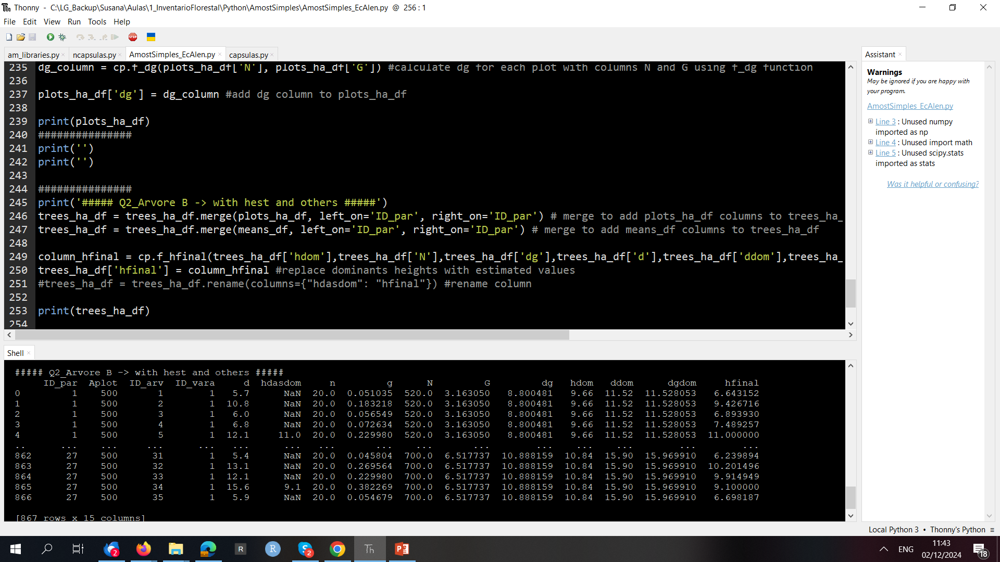 Th Thonny - C:\LG_Backup\Susana\Aulas\1_InventarioFlorestal\Python\AmostSimples\AmostSimples_EcAlen.py @ 256 : 1
File Edit View Run Tools Help
STOP
am_libraries.py × ncapsulas.py × AmostSimples_EcAlen.py × capsulas.py ×
235 dg_column = cp.f_dg(plots_ha_df['N'], plots_ha_df['G']) #calculate dg for each plot with columns N and G using f_dg function
236
237 plots_ha_df['dg'] = dg_column #add dg column to plots_ha_df
238
239 print(plots_ha_df)
240 ###############
241 print('')
242 print('')
243
244 ###############
245 print('##### Q2_Arvore B -> with hest and others #####')
246 trees_ha_df = trees_ha_df.merge(plots_ha_df, left_on='ID_par', right_on='ID_par') # merge to add plots_ha_df columns to trees_ha_
247 trees_ha_df = trees_ha_df.merge(means_df, left_on='ID_par', right_on='ID_par') # merge to add means_df columns to trees_ha_df
248
249 column_hfinal = cp.f_hfinal(trees_ha_df['hdom'],trees_ha_df['N'],trees_ha_df['dg'],trees_ha_df['d'],trees_ha_df['ddom'],trees_ha_
250 trees_ha_df['hfinal'] = column_hfinal #replace dominants heights with estimated values
251 #trees_ha_df = trees_ha_df.rename(columns={"hdasdom": "hfinal"}) #rename column
252
253 print(trees_ha_df)
254
Shell ×
##### Q2_Arvore B -> with hest and others #####
ID_par Aplot ID_arv ID_vara d hdasdom n g N G dg hdom ddom dgdom hfinal
0 1 500 1 1 5.7 NaN 20.0 0.051035 520.0 3.163050 8.800481 9.66 11.52 11.528053 6.643152
1 1 500 2 1 10.8 NaN 20.0 0.183218 520.0 3.163050 8.800481 9.66 11.52 11.528053 9.426716
2 1 500 3 1 6.0 NaN 20.0 0.056549 520.0 3.163050 8.800481 9.66 11.52 11.528053 6.893930
3 1 500 4 1 6.8 NaN 20.0 0.072634 520.0 3.163050 8.800481 9.66 11.52 11.528053 7.489257
4 1 500 5 1 12.1 11.0 20.0 0.229980 520.0 3.163050 8.800481 9.66 11.52 11.528053 11.000000
.. ... ... ... ... ... ... ... ... ... ... ... ... ... ... ...
862 27 500 31 1 5.4 NaN 20.0 0.045804 700.0 6.517737 10.888159 10.84 15.90 15.969910 6.239894
863 27 500 32 1 13.1 NaN 20.0 0.269564 700.0 6.517737 10.888159 10.84 15.90 15.969910 10.201496
864 27 500 33 1 12.1 NaN 20.0 0.229980 700.0 6.517737 10.888159 10.84 15.90 15.969910 9.914949
865 27 500 34 1 15.6 9.1 20.0 0.382269 700.0 6.517737 10.888159 10.84 15.90 15.969910 9.100000
866 27 500 35 1 5.9 NaN 20.0 0.054679 700.0 6.517737 10.888159 10.84 15.90 15.969910 6.698187
[867 rows x 15 columns]
Assistant ×
Warnings
May be ignored if you are happy with
your program.
AmostSimples_EcAlen.py
Line 3 : Unused numpy
imported as np
Line 4 : Unused import math
Line 5 : Unused scipy.stats
imported as stats
Was it helpful or confusing?
Local Python 3 • Thonny's Python ≡
2 R R S 2 Th P
ENG
11:43
02/12/2024
18